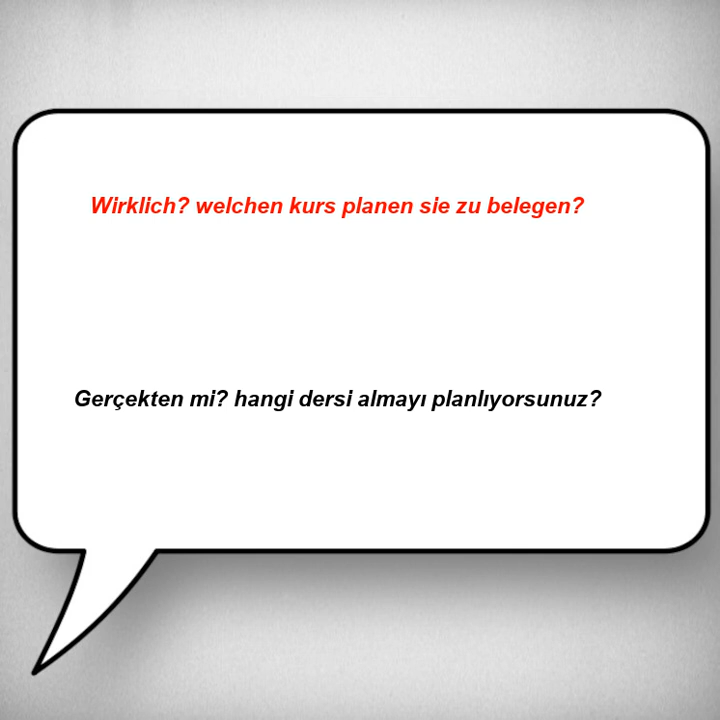 Wirklich? welchen kurs planen sie zu belegen?
Gerçekten mi? hangi dersi almayı planlıyorsunuz?